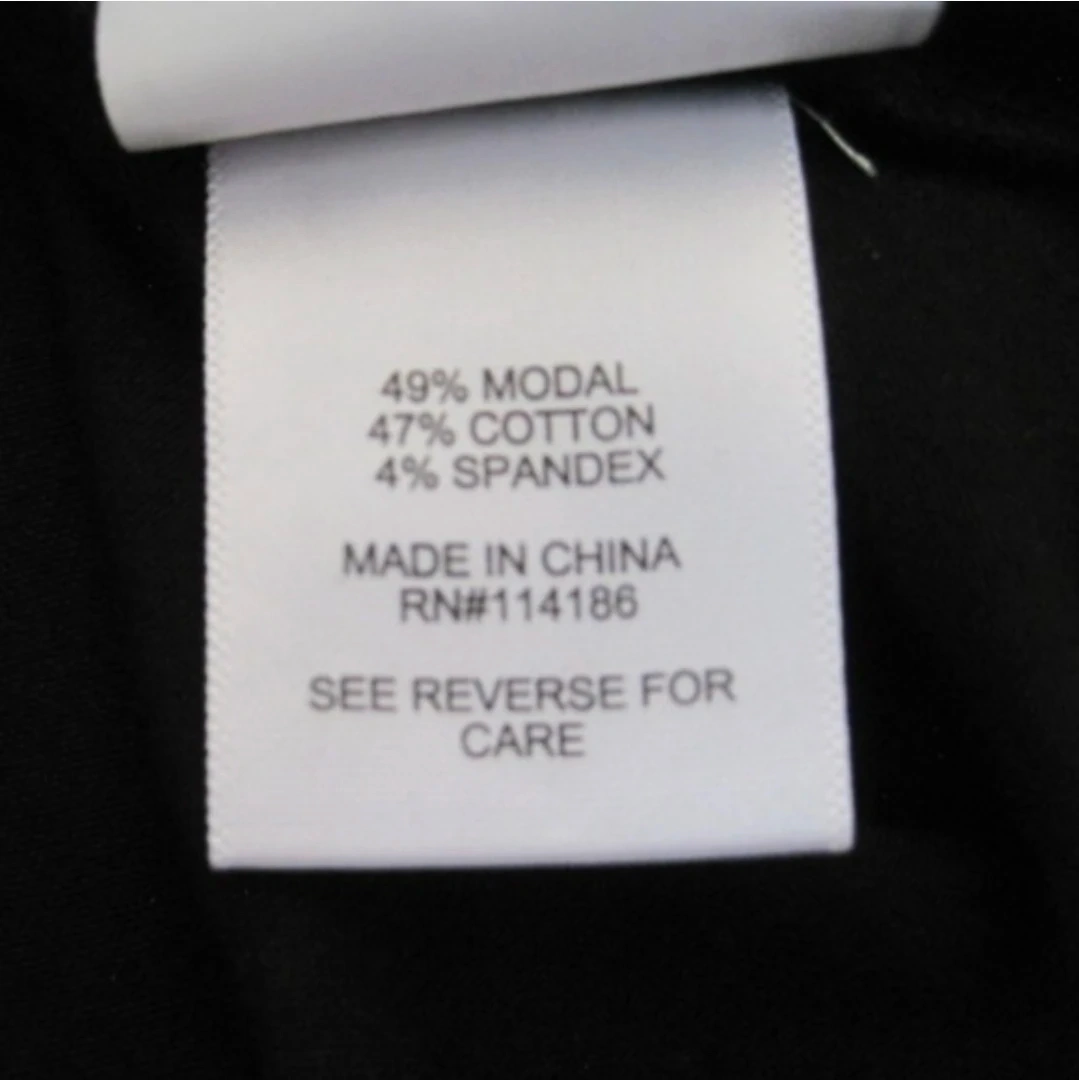 49% MODAL
47% COTTON
4% SPANDEX
MADE IN CHINA
RN#114186
SEE REVERSE FOR
CARE